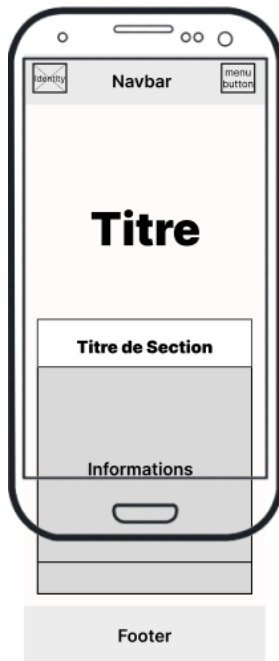 Identity
Navbar
menu
button
Titre
Titre de Section
Informations
Footer